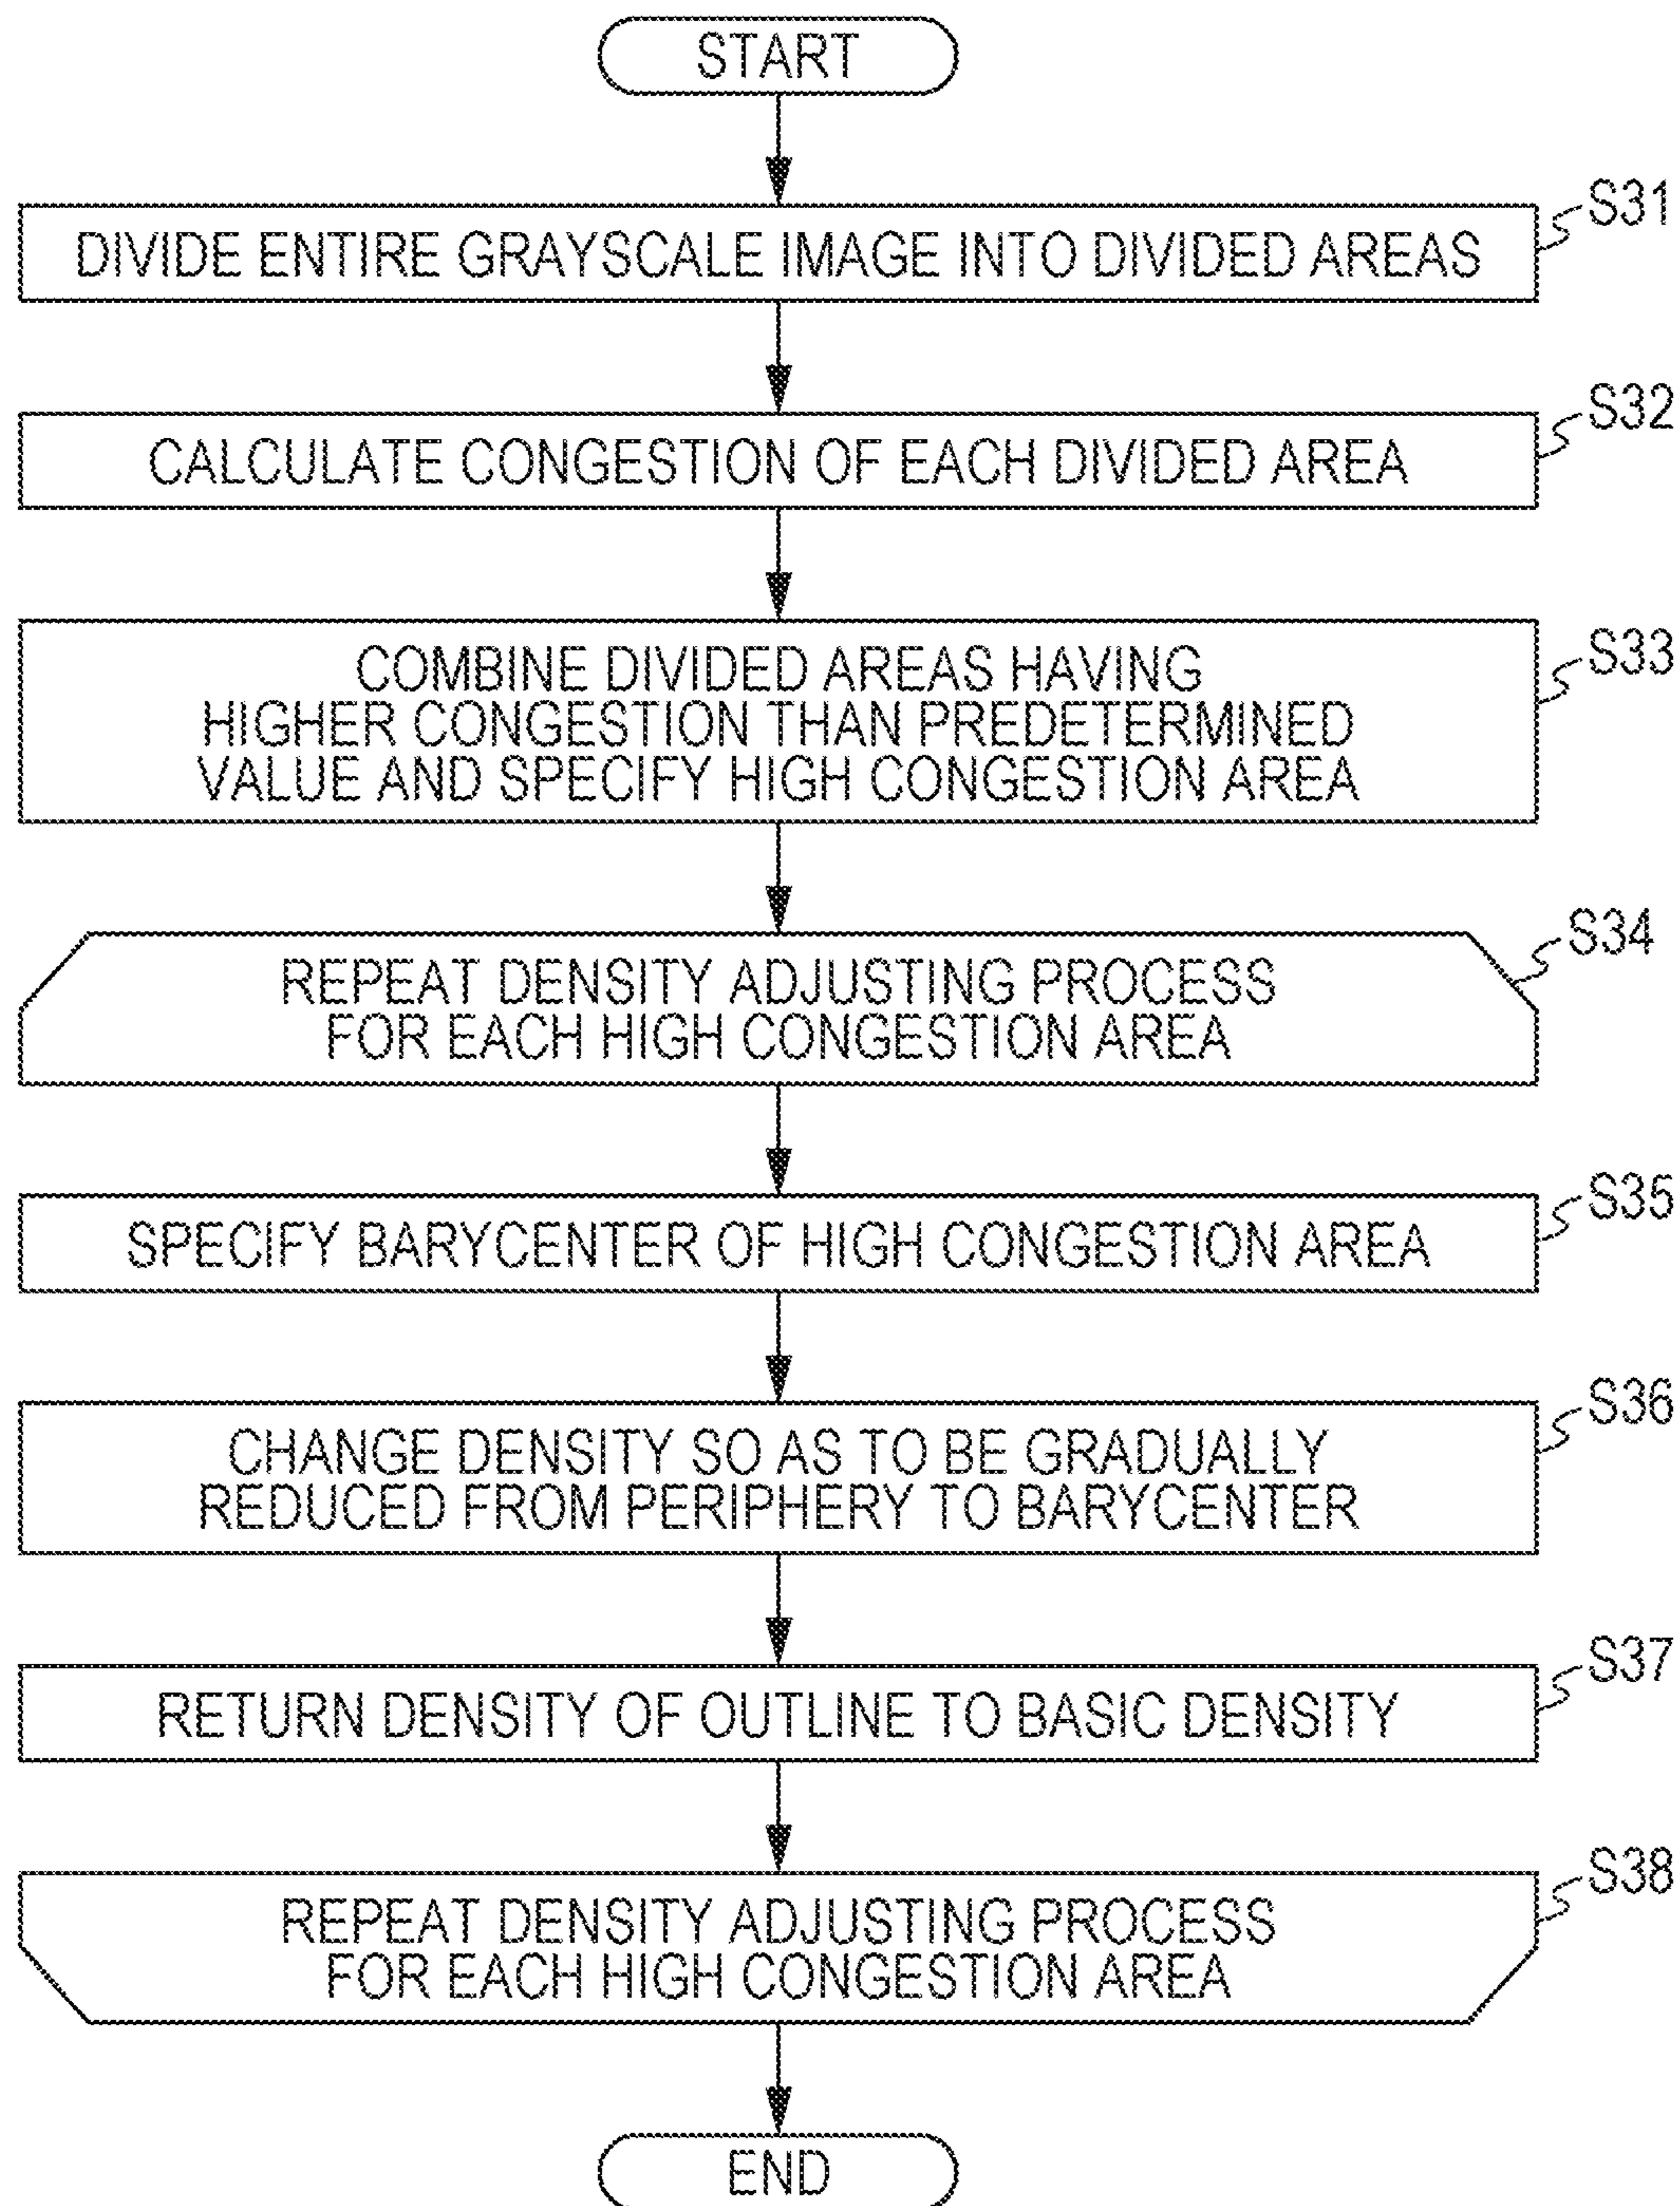 START
S31
DIVIDE ENTIRE GRAYSCALE IMAGE INTO DIVIDED AREAS
S32
CALCULATE CONGESTION OF EACH DIVIDED AREA
S33
COMBINE DIVIDED AREAS HAVING
HIGHER CONGESTION THAN PREDETERMINED
VALUE AND SPECIFY HIGH CONGESTION AREA
S34
REPEAT DENSITY ADJUSTING PROCESS
FOR EACH HIGH CONGESTION AREA
S35
SPECIFY BARYCENTER OF HIGH CONGESTION AREA
S36
CHANGE DENSITY SO AS TO BE GRADUALLY
REDUCED FROM PERIPHERY TO BARYCENTER
S37
RETURN DENSITY OF OUTLINE TO BASIC DENSITY
S38
REPEAT DENSITY ADJUSTING PROCESS
FOR EACH HIGH CONGESTION AREA
END